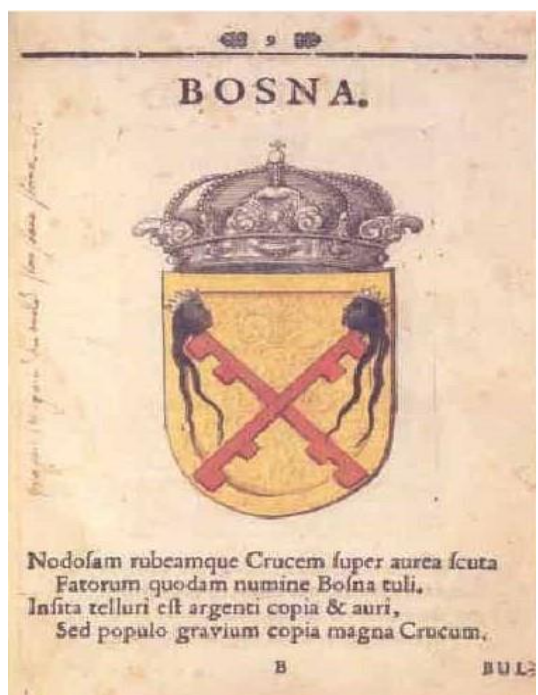 9
BOSNA.
Nodoſam rubeamque Crucem ſuper aurea ſcuta
Fatorum quodam numine Boſna tuli.
Inſita telluri eſt argenti copia & auri,
Sed populo gravium copia magna Crucum.
B
BUL-